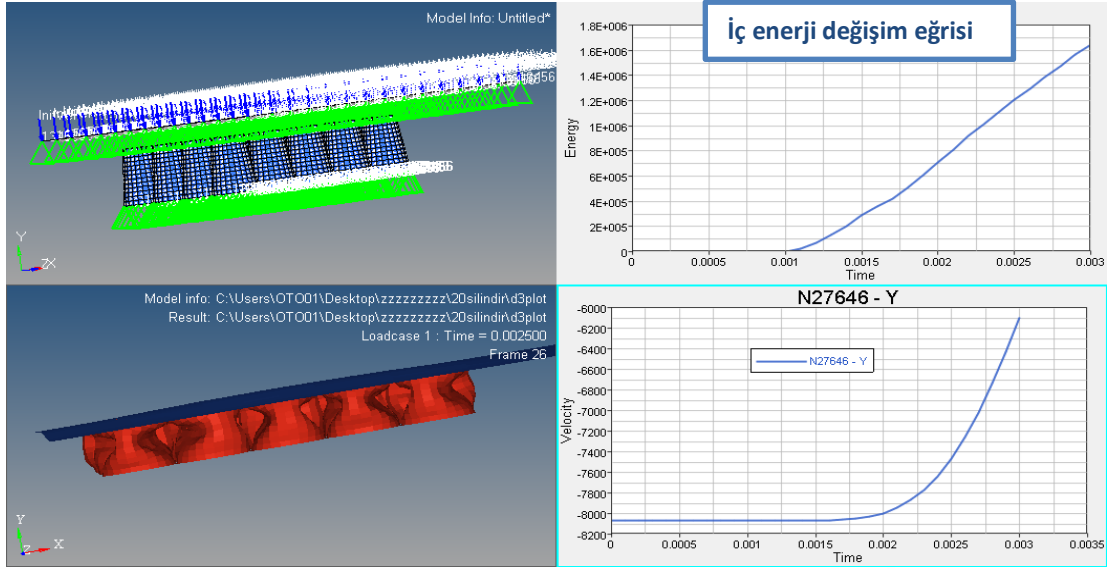 Model Info: Untitled*
Y
ZX
İç enerji değişim eğrisi
1.8E+006
1.6E+006
1.4E+006
1.2E+006
1E+006
8E+005
6E+005
4E+005
2E+005
0
Energy
0 0.0005 0.001 0.0015 0.002 0.0025 0.003
Time
Model info: C:\Users\OTO01\Desktop\zzzzzzzzz\20silindir\d3plot
Result: C:\Users\OTO01\Desktop\zzzzzzzzz\20silindir\d3plot
Loadcase 1 : Time = 0.002500
Frame 26
Y
Z X
N27646 - Y
-6000
-6200
-6400
-6600
-6800
-7000
-7200
-7400
-7600
-7800
-8000
-8200
Velocity
N27646 - Y
0 0.0005 0.001 0.0015 0.002 0.0025 0.003 0.0035
Time